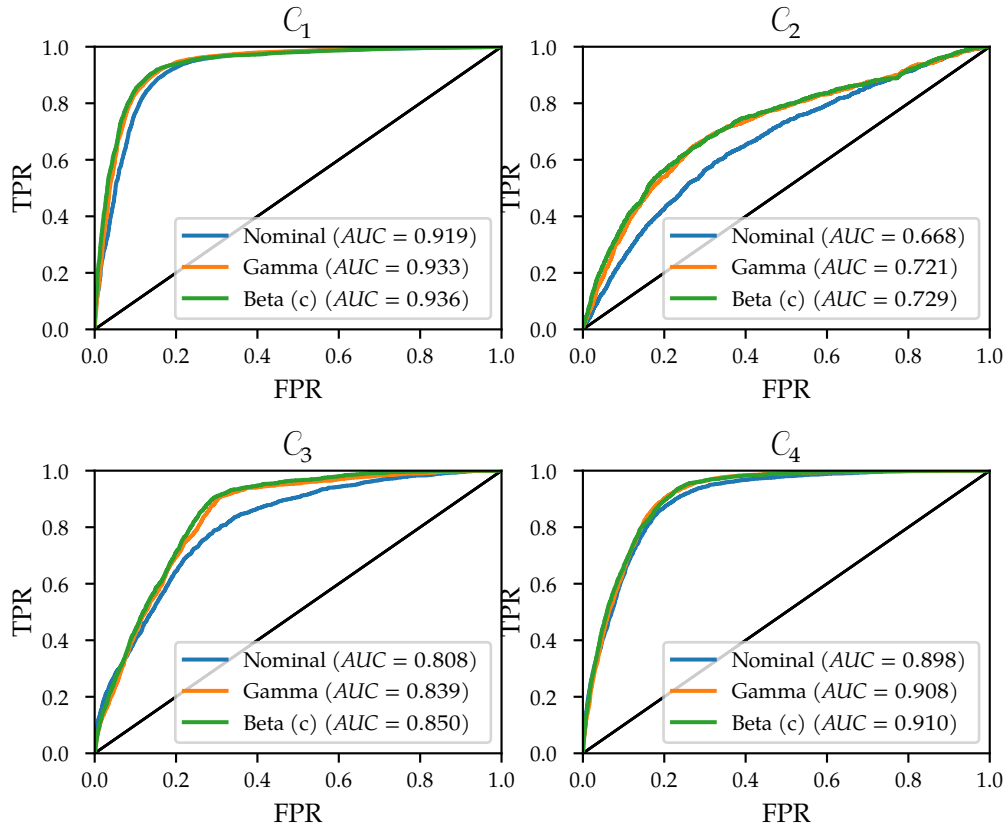 C1
1.0
0.8
0.6
0.4
0.2
0.0
TPR
Nominal (AUC = 0.919)
Gamma (AUC = 0.933)
Beta (c) (AUC = 0.936)
0.0 0.2 0.4 0.6 0.8 1.0
FPR
C2
1.0
0.8
0.6
0.4
0.2
0.0
TPR
Nominal (AUC = 0.668)
Gamma (AUC = 0.721)
Beta (c) (AUC = 0.729)
0.0 0.2 0.4 0.6 0.8 1.0
FPR
C3
1.0
0.8
0.6
0.4
0.2
0.0
TPR
Nominal (AUC = 0.808)
Gamma (AUC = 0.839)
Beta (c) (AUC = 0.850)
0.0 0.2 0.4 0.6 0.8 1.0
FPR
C4
1.0
0.8
0.6
0.4
0.2
0.0
TPR
Nominal (AUC = 0.898)
Gamma (AUC = 0.908)
Beta (c) (AUC = 0.910)
0.0 0.2 0.4 0.6 0.8 1.0
FPR